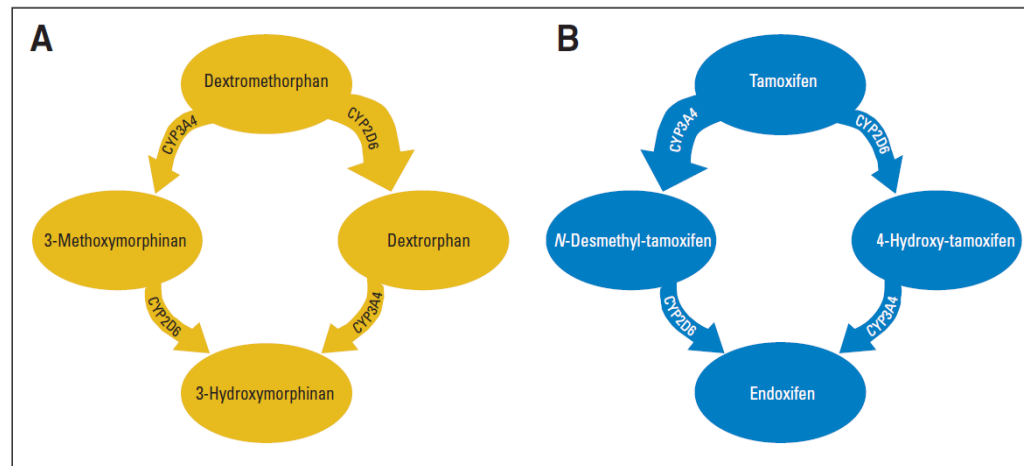 A
Dextromethorphan
CYP3A4
CYP2D6
3-Methoxymorphinan
Dextrorphan
CYP2D6
CYP3A4
3-Hydroxymorphinan
B
Tamoxifen
CYP3A4
CYP2D6
N-Desmethyl-tamoxifen
4-Hydroxy-tamoxifen
CYP2D6
CYP3A4
Endoxifen